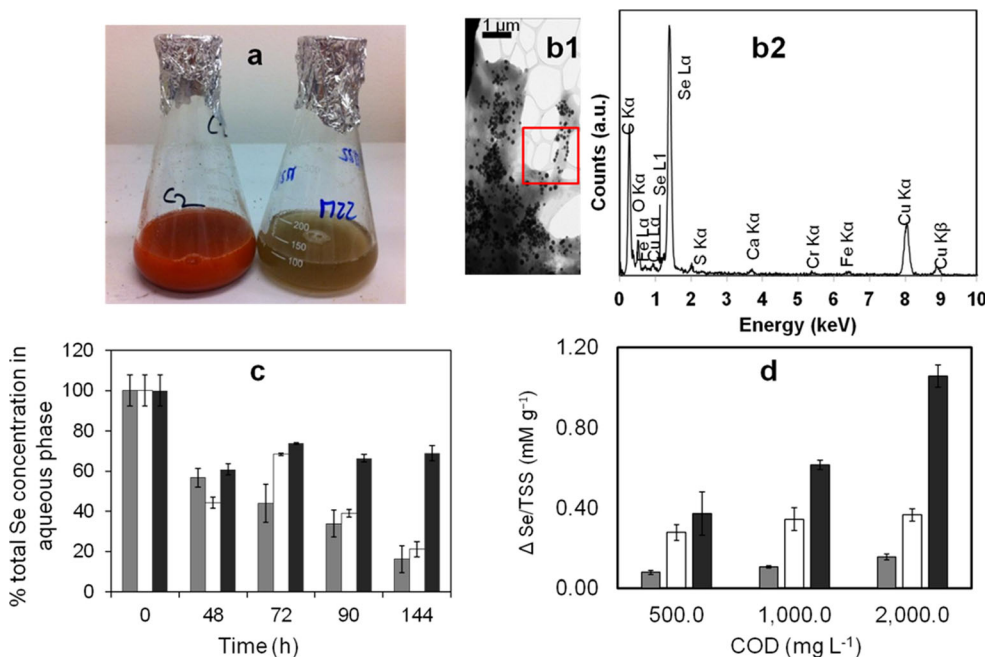 a
C2
200
150
100
M22
1 µm
b1
b2
Counts (a.u.)
C Kα
O Kα
Fe Lα
Cu Lα
Se L1
Se Lα
S Kα
Ca Kα
Cr Kα
Fe Kα
Cu Kα
Cu Kβ
0 1 2 3 4 5 6 7 8 9 10
Energy (keV)
c
% total Se concentration in
aqueous phase
120
100
80
60
40
20
0
0 48 72 90 144
Time (h)
d
Δ Se/TSS (mM g⁻¹)
1.20
0.80
0.40
0.00
500.0 1,000.0 2,000.0
COD (mg L⁻¹)